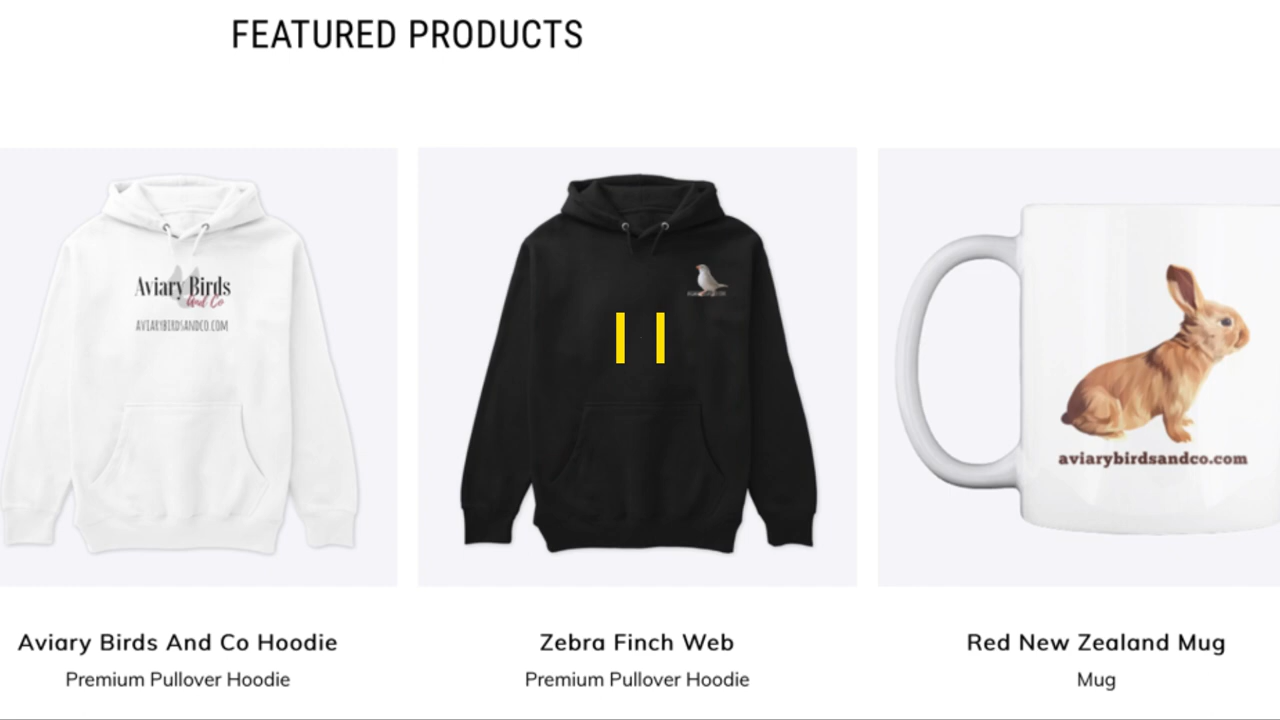 FEATURED PRODUCTS
Aviary Birds
And Co
AVIARYBIRDSANDCO.COM
aviarybirdsandco.com
Aviary Birds And Co Hoodie
Zebra Finch Web
Red New Zealand Mug
Premium Pullover Hoodie
Premium Pullover Hoodie
Mug